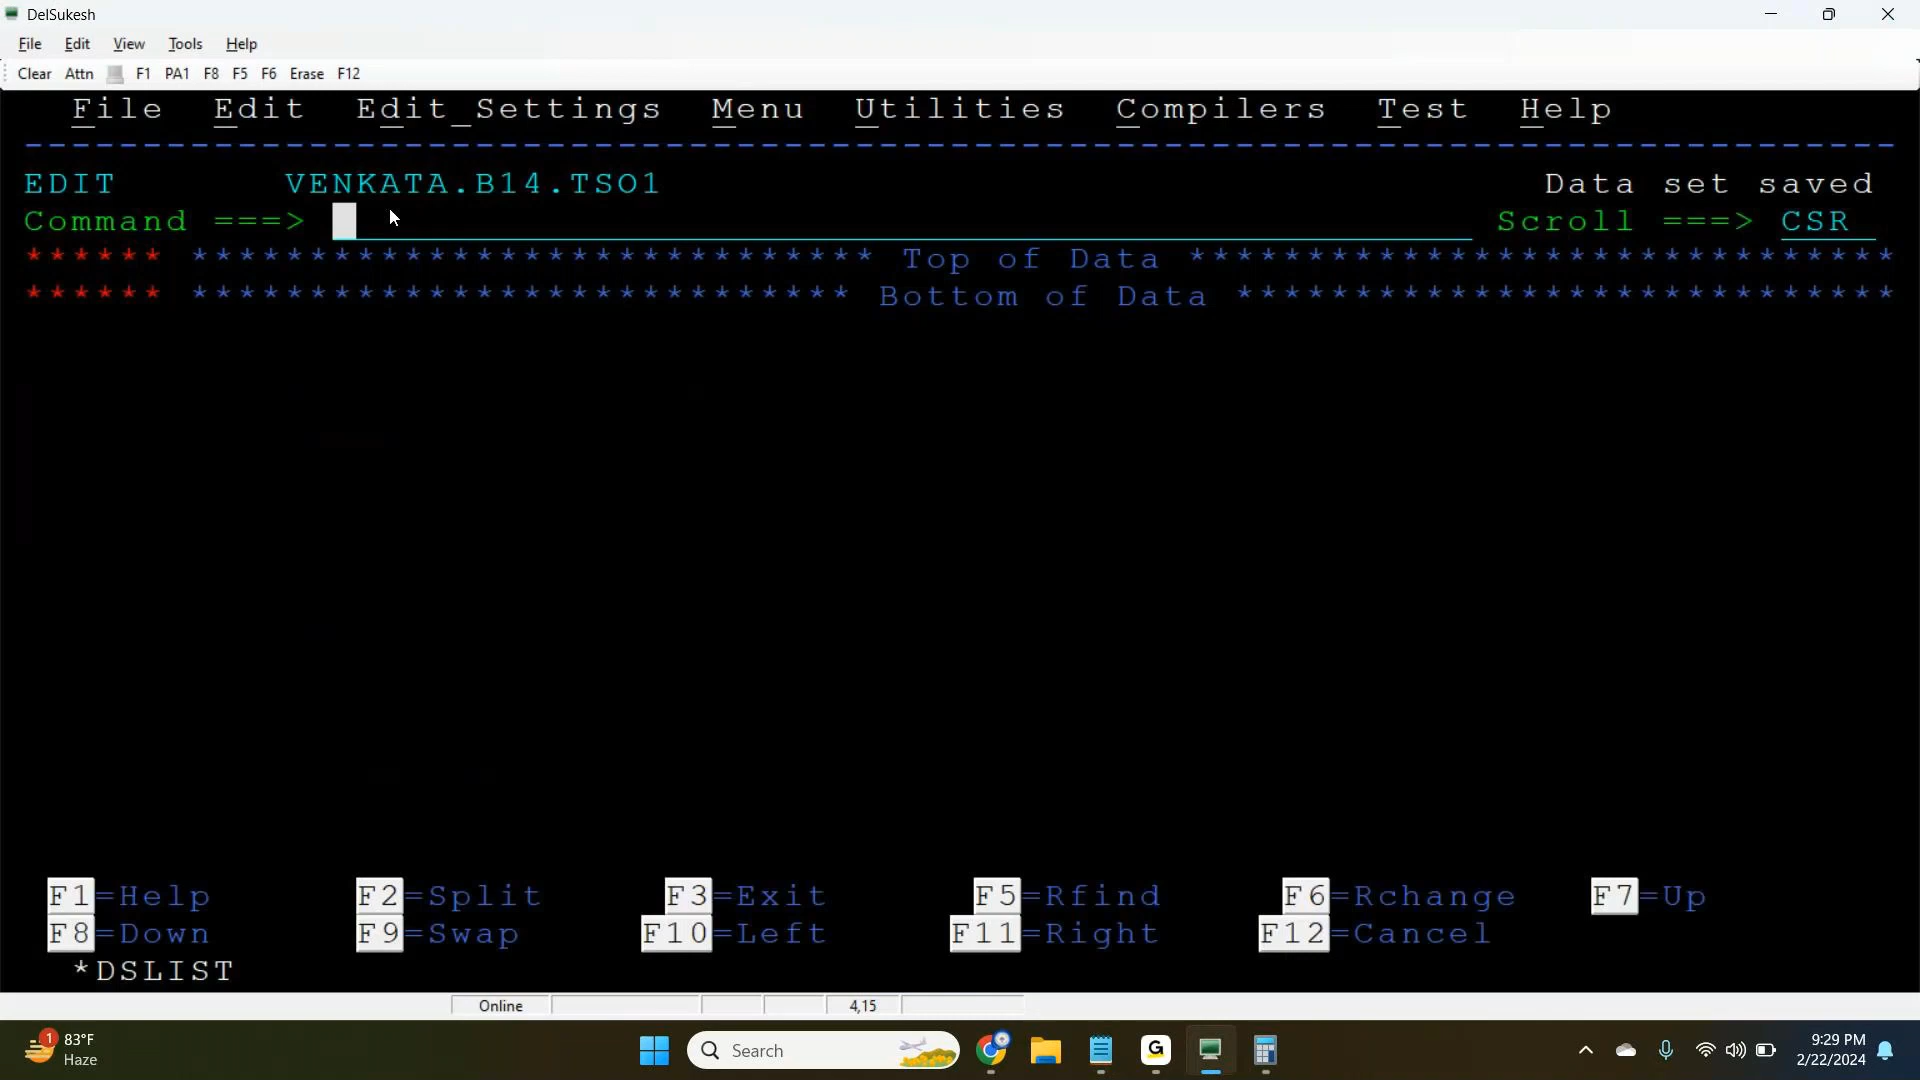 DelSukesh
File Edit View Tools Help
Clear Attn F1 PA1 F8 F5 F6 Erase F12
File Edit Edit_Settings Menu Utilities Compilers Test Help
-------------------------------------------------------------------------------
EDIT VENKATA.B14.TSO1 Data set saved
Command ===> Scroll ===> CSR
****** ***************************** Top of Data ******************************
****** **************************** Bottom of Data ****************************
F1=Help F2=Split F3=Exit F5=Rfind F6=Rchange F7=Up
F8=Down F9=Swap F10=Left F11=Right F12=Cancel
*DSLIST
Online 4,15
1 83°F Search G 9:29 PM
Haze 2/22/2024